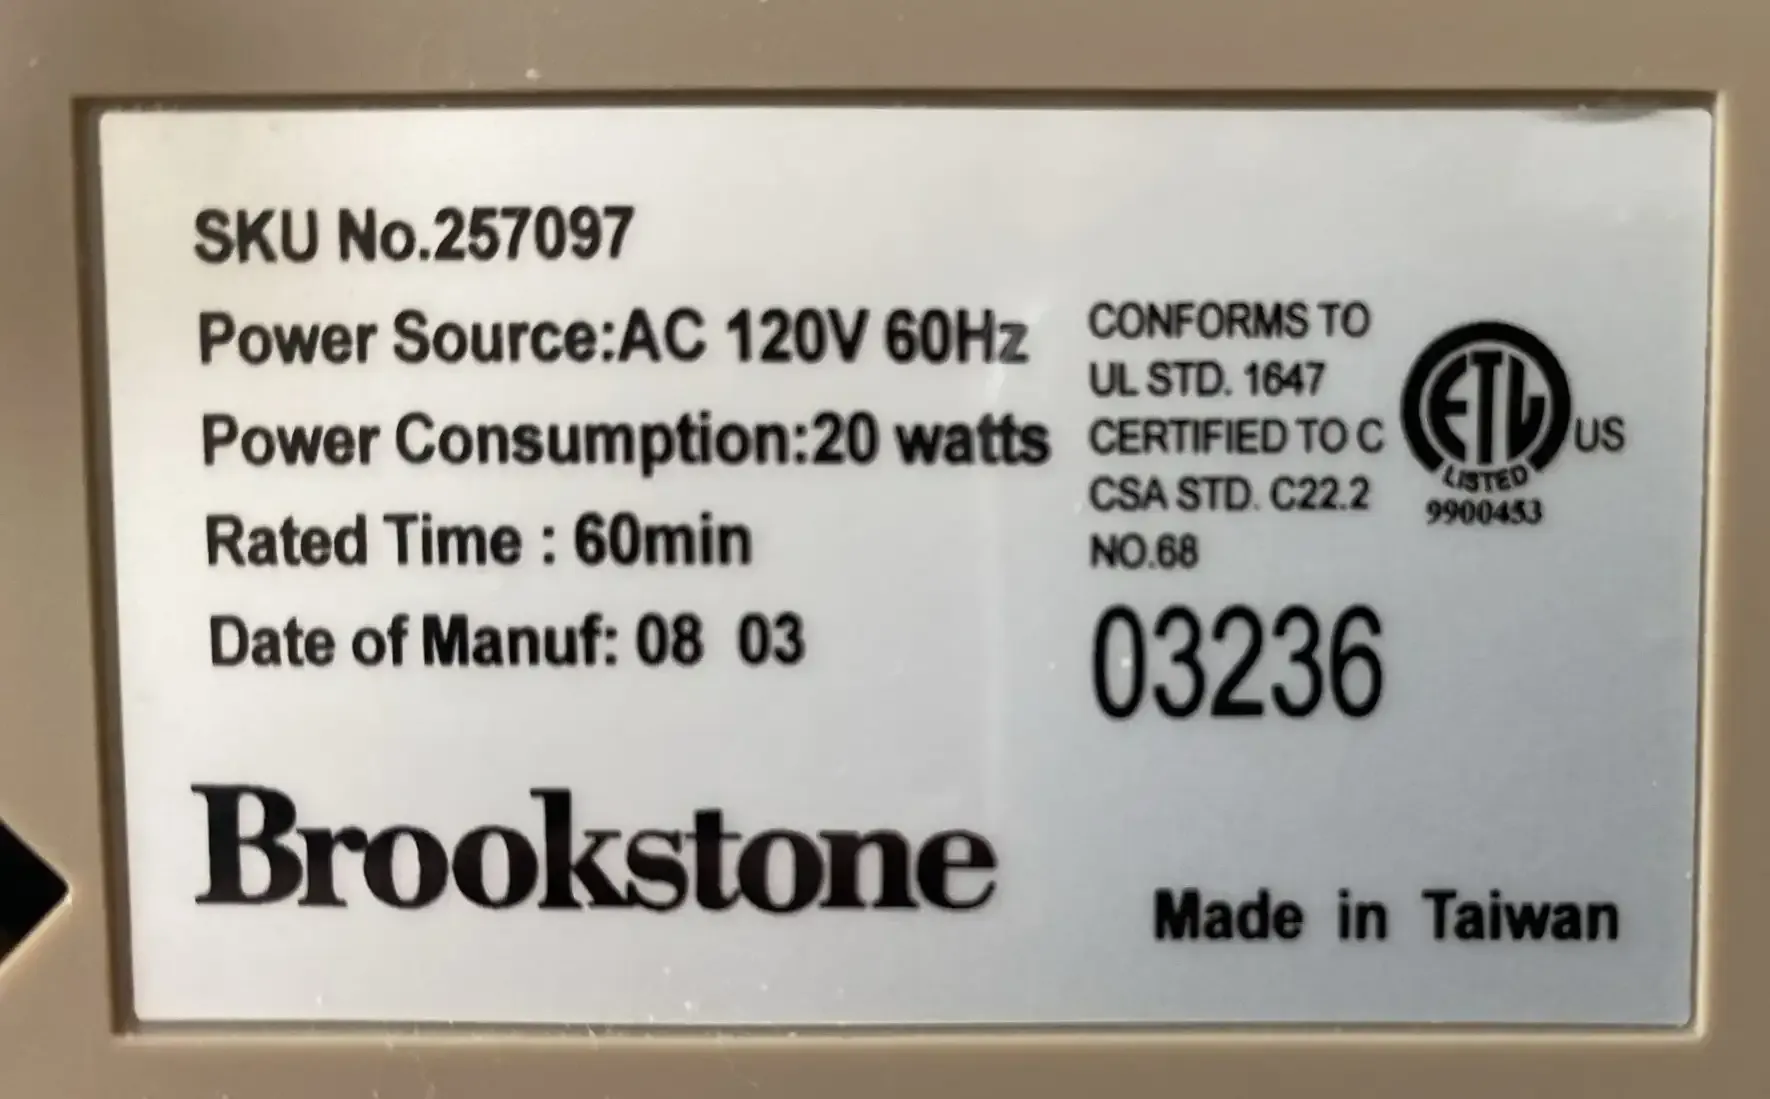 SKU No.257097
Power Source:AC 120V 60Hz
Power Consumption:20 watts
Rated Time : 60min
Date of Manuf: 08 03
Brookstone
CONFORMS TO
UL STD. 1647
CERTIFIED TO C
CSA STD. C22.2
NO.68
ETL
LISTED
US
9900453
03236
Made in Taiwan